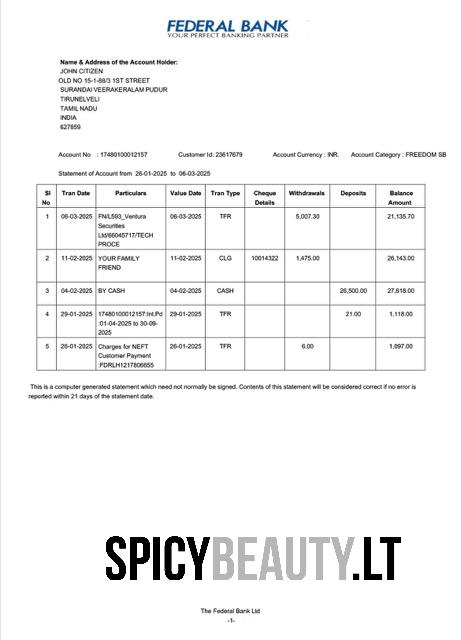 FEDERAL BANK
YOUR PERFECT BANKING PARTNER
Name & Address of the Account Holder:
JOHN CITIZEN
OLD NO 15-1-88/3 1ST STREET
SURANDAI VEERAKERALAM PUDUR
TIRUNELVELI
TAMIL NADU
INDIA
627859
Account No : 17480100012157 Customer Id: 23617679 Account Currency : INR. Account Category : FREEDOM SB
Statement of Account from 26-01-2025 to 06-03-2025
Sl No Tran Date Particulars Value Date Tran Type Cheque Details Withdrawals Deposits Balance Amount
1 06-03-2025 FN/L593_Ventura 06-03-2025 TFR 5,007.30 21,135.70
Securities
Ltd/66045717/TECH
PROCE
2 11-02-2025 YOUR FAMILY 11-02-2025 CLG 10014322 1,475.00 26,143.00
FRIEND
3 04-02-2025 BY CASH 04-02-2025 CASH 26,500.00 27,618.00
4 29-01-2025 17480100012157:Int.Pd 29-01-2025 TFR 21.00 1,118.00
:01-04-2025 to 30-09-
2025
5 26-01-2025 Charges for NEFT 26-01-2025 TFR 6.00 1,097.00
Customer Payment
:FDRLH1217806655
This is a computer generated statement which need not normally be signed. Contents of this statement will be considered correct if no error is
reported within 21 days of the statement date.
SPICYBEAUTY.LT
The Federal Bank Ltd
-1-